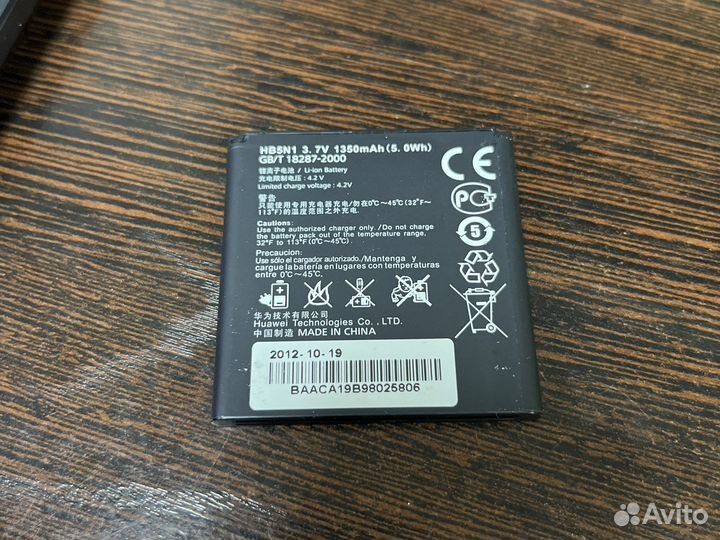 HB5N1 3.7V 1350mAh(5.0Wh)
GB/T 18287-2000
锂离子电池 / Li-ion Battery
充电限制电压：4.2 V
Limited charge voltage : 4.2V
警告
只能使用专用充电器充电/勿在0℃～45℃(32°F～
113°F)的温度范围之外充电.
Cautions:
Use the authorized charger only./Do not charge
the battery pack out of the temperature range,
32°F to 113°F(0℃～45℃).
Precaucion:
Use sólo el cargador autorizado./Mantenga y
cargue la batería en lugares con temperaturas
entre 0℃～45℃.
华为技术有限公司
Huawei Technologies Co. , LTD.
中国制造 MADE IN CHINA
CE
РС
5
Li-ion
2012-10-19
BAACA19B98025806
Avito